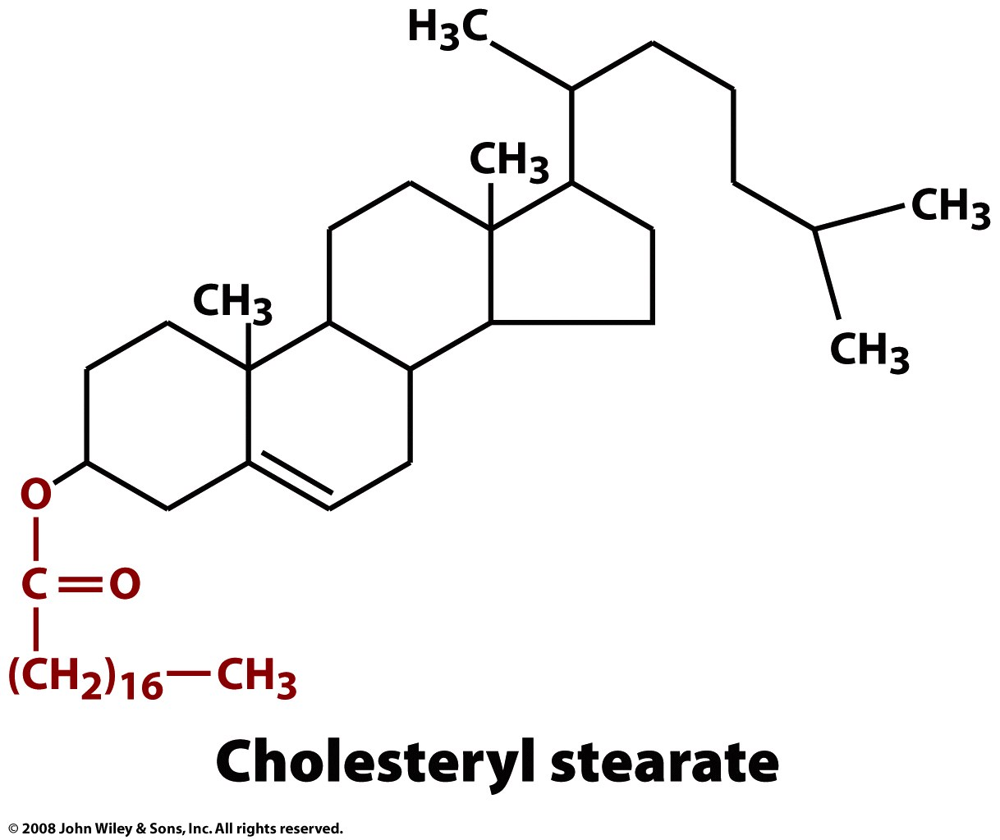 H₃C
CH₃
CH₃
CH₃
CH₃
O
C=O
(CH₂)₁₆—CH₃
Cholesteryl stearate
© 2008 John Wiley & Sons, Inc. All rights reserved.